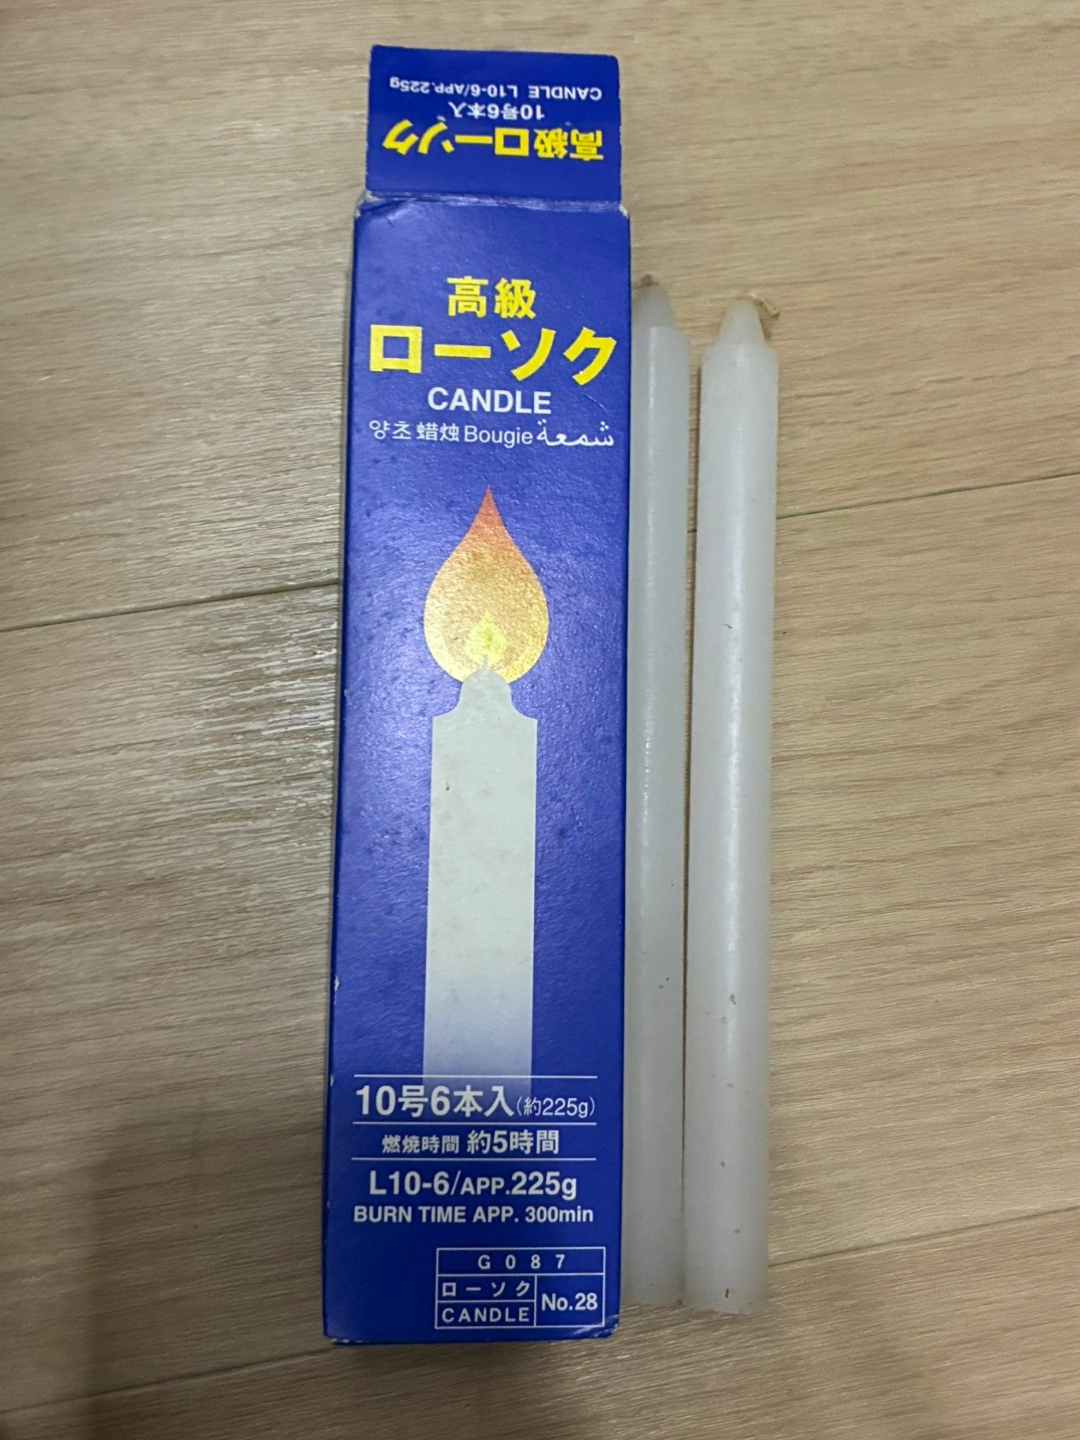 高級ローソク
10号6本入
CANDLE L10-6/APP.225g
高級
ローソク
CANDLE
양초 蜡烛 Bougie شمعة
10号6本入(約225g)
燃焼時間 約5時間
L10-6/APP.225g
BURN TIME APP. 300min
G087
ローソク
CANDLE
No.28